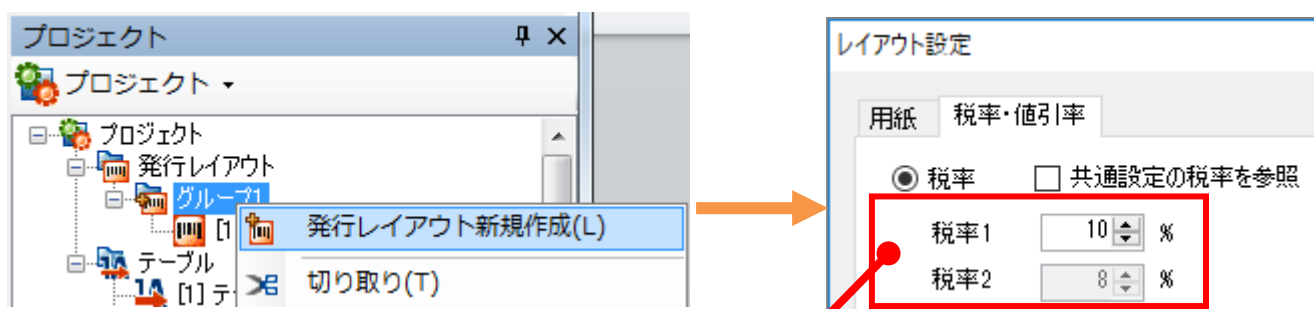 プロジェクト
プロジェクト
プロジェクト
発行レイアウト
グループ1
[1]
発行レイアウト新規作成(L)
テーブル
[1] テ
切り取り(T)
レイアウト設定
用紙
税率・値引率
税率
共通設定の税率を参照
税率1 10 %
税率2 8 %